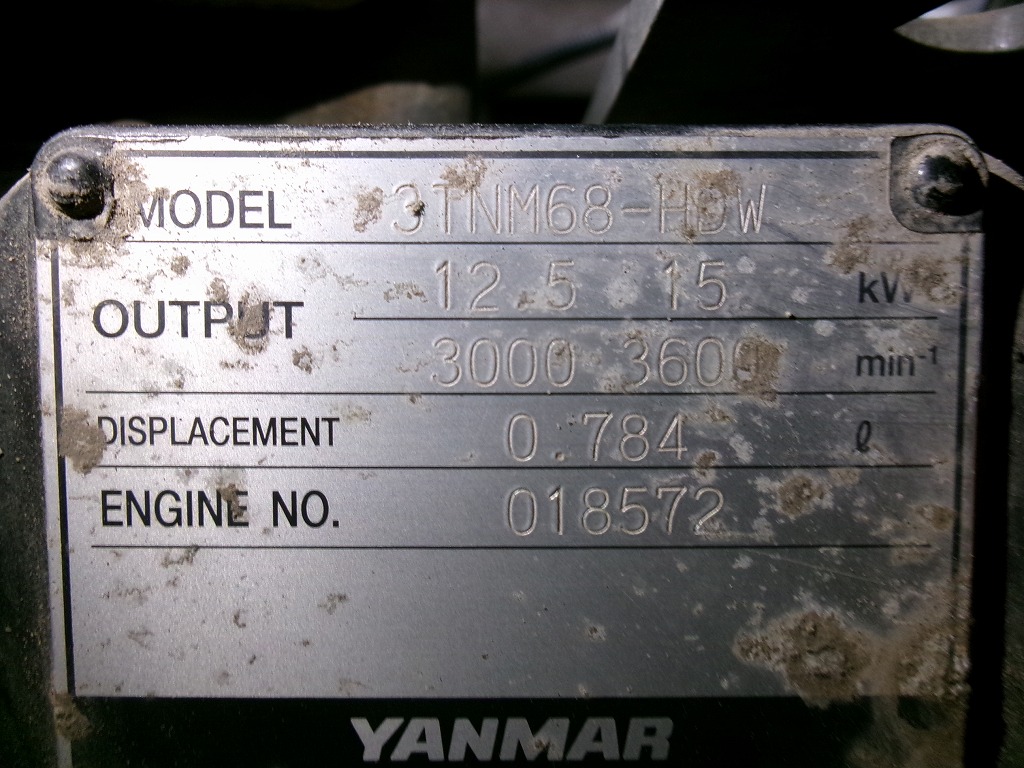 MODEL 3TNM68-HDW
OUTPUT 12.5 15 kW
3000 3600 min-1
DISPLACEMENT 0.784 ℓ
ENGINE NO. 018572
YANMAR